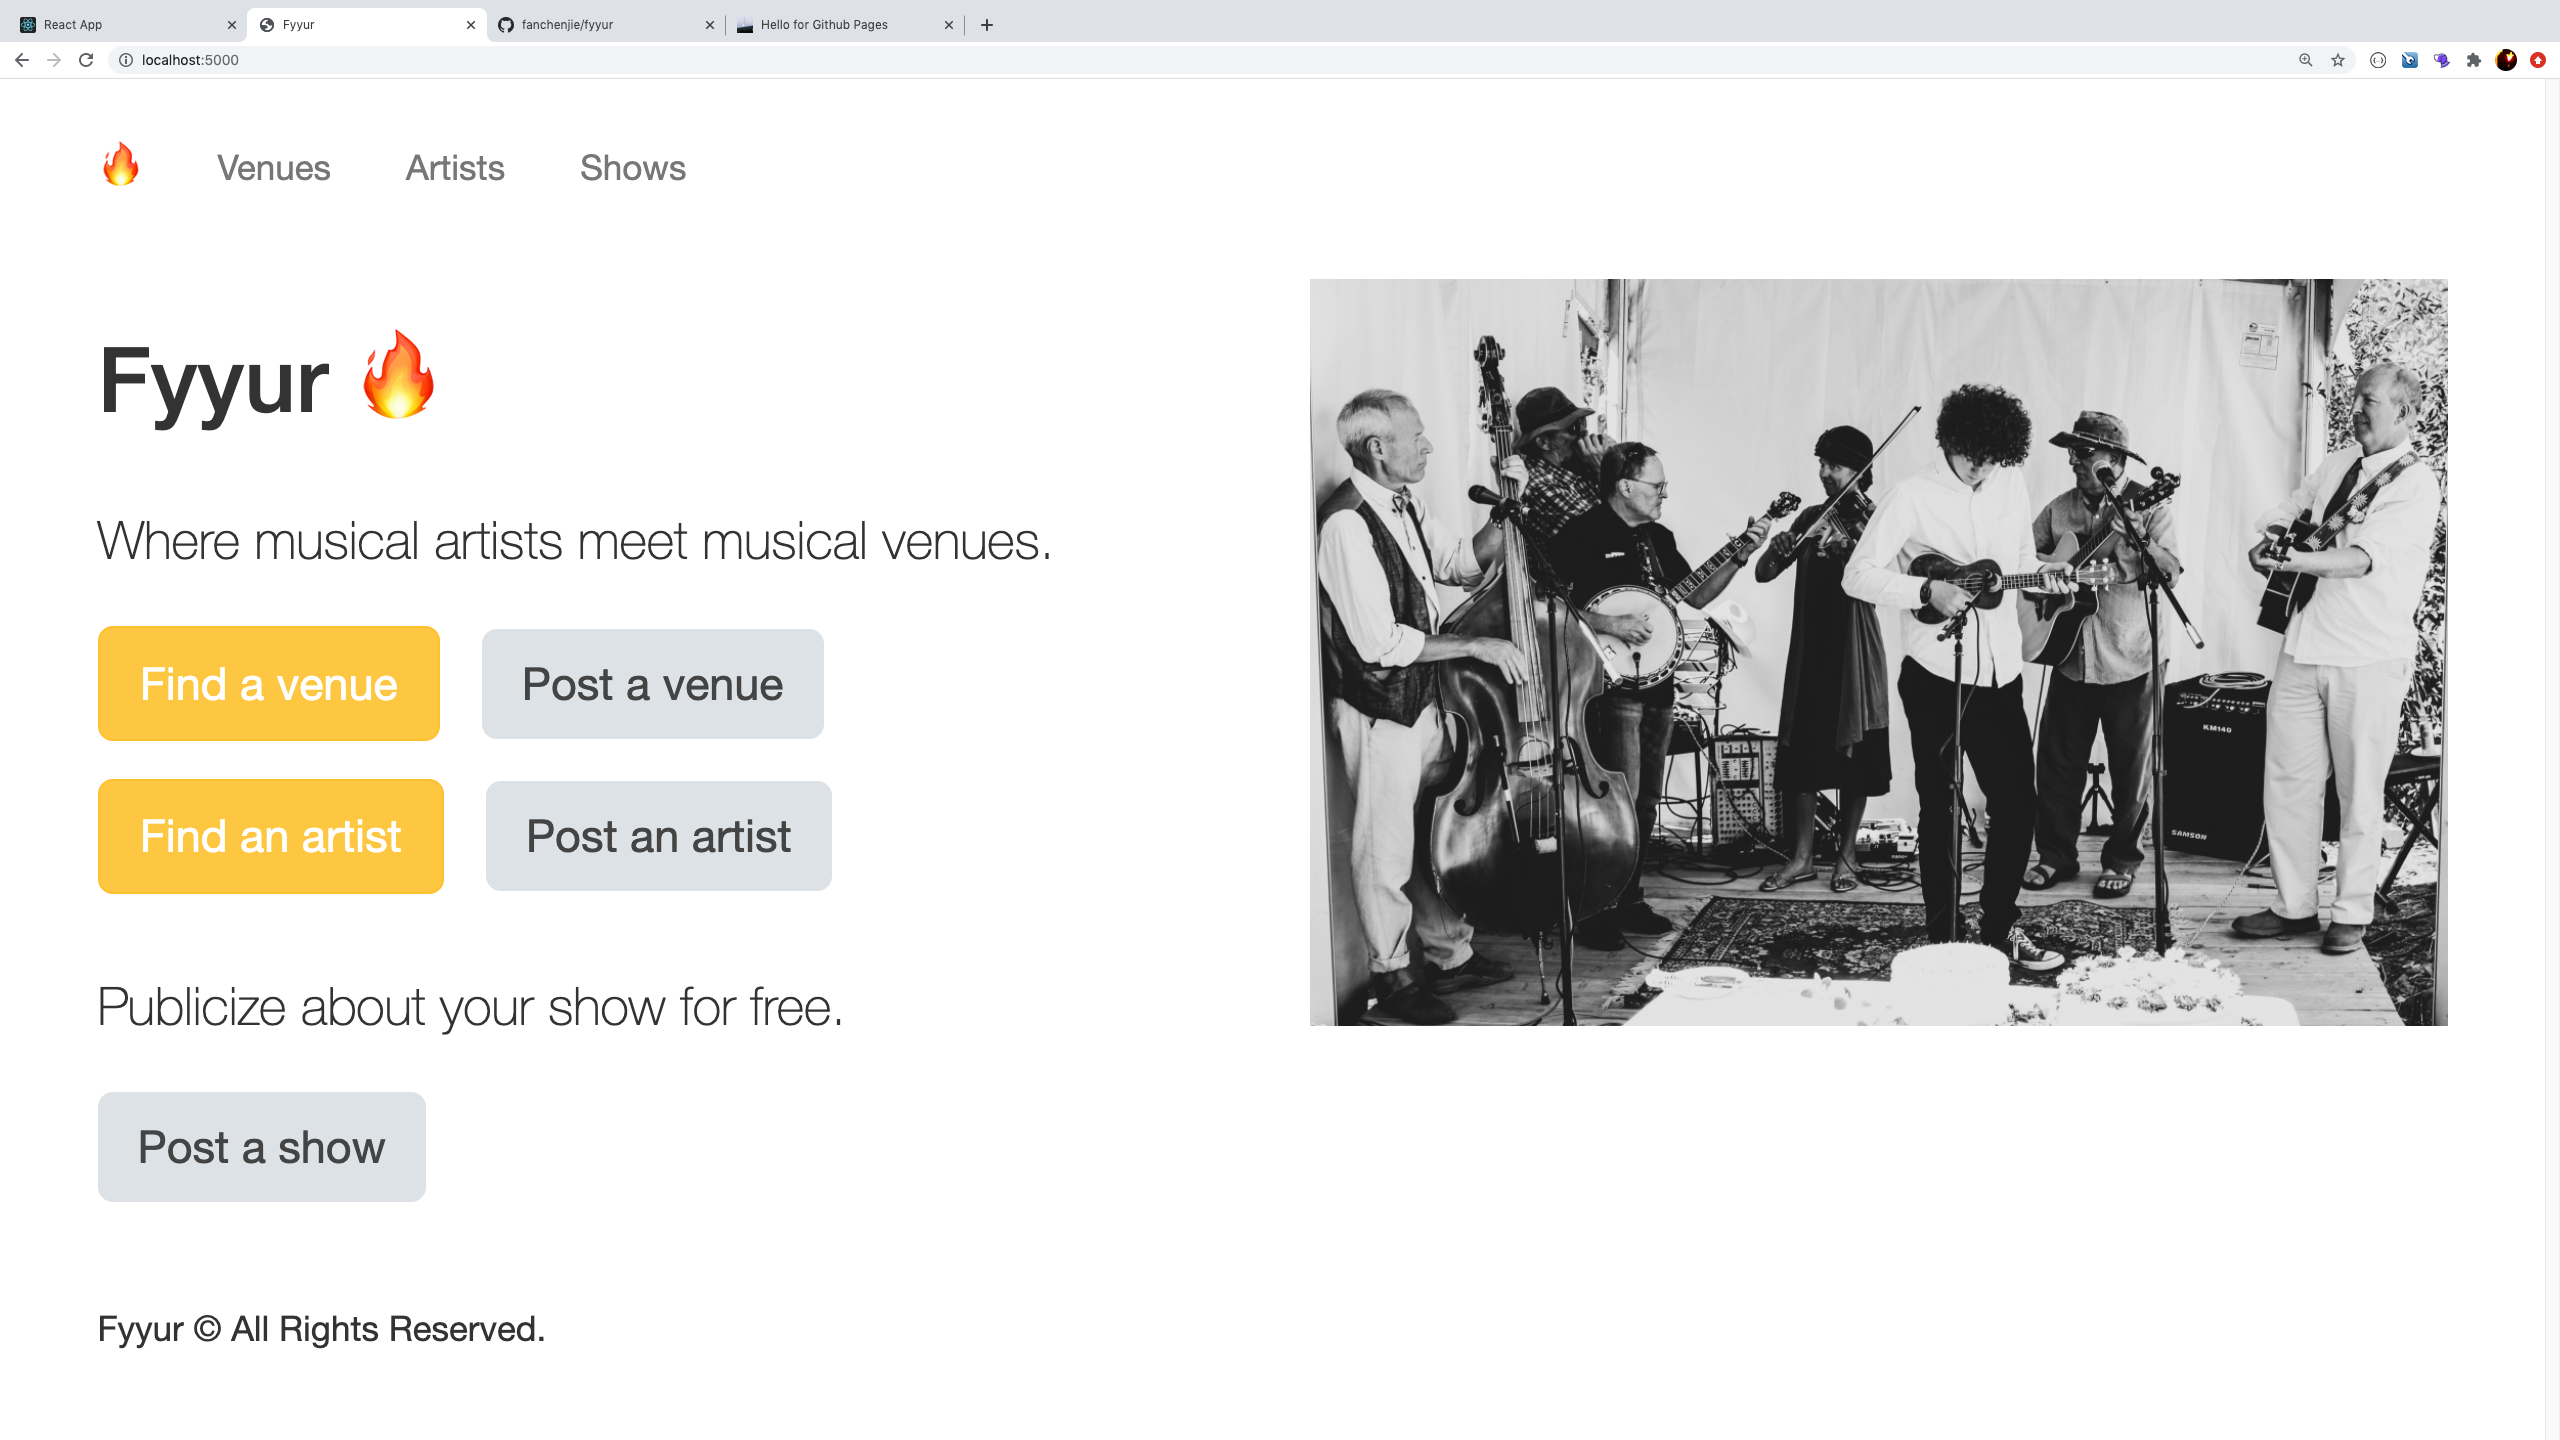 React App
Fyyur
fanchenjie/fyyur
Hello for Github Pages
localhost:5000
Venues
Artists
Shows
Fyyur
Where musical artists meet musical venues.
Find a venue
Post a venue
Find an artist
Post an artist
Publicize about your show for free.
Post a show
Fyyur © All Rights Reserved.
KM140
SAMSON